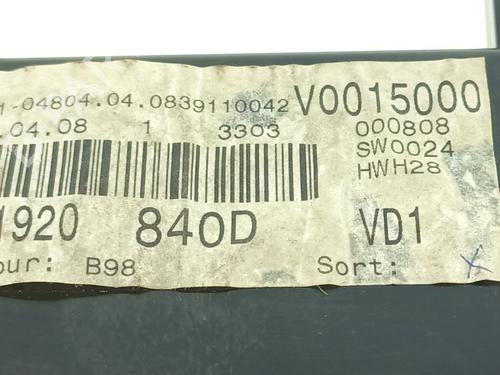 1-04804.04.0839110042 V0015000
.04.08 1 3303 000808
SW0024
HWH28
1920 840D VD1
our: B98 Sort: x